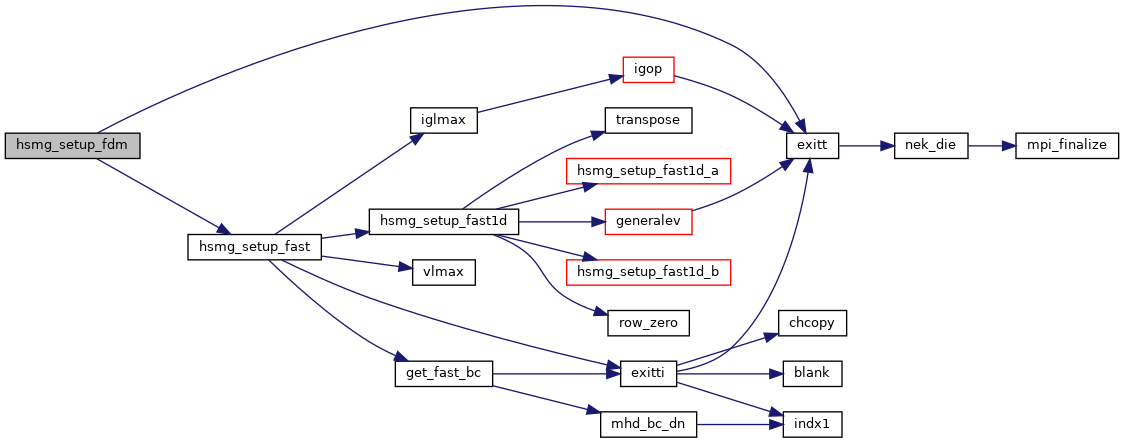 hsmg_setup_fdm
hsmg_setup_fast
iglmax
hsmg_setup_fast1d
vlmax
get_fast_bc
igop
transpose
hsmg_setup_fast1d_a
generalev
hsmg_setup_fast1d_b
row_zero
exitti
mhd_bc_dn
exitt
chcopy
blank
indx1
nek_die
mpi_finalize